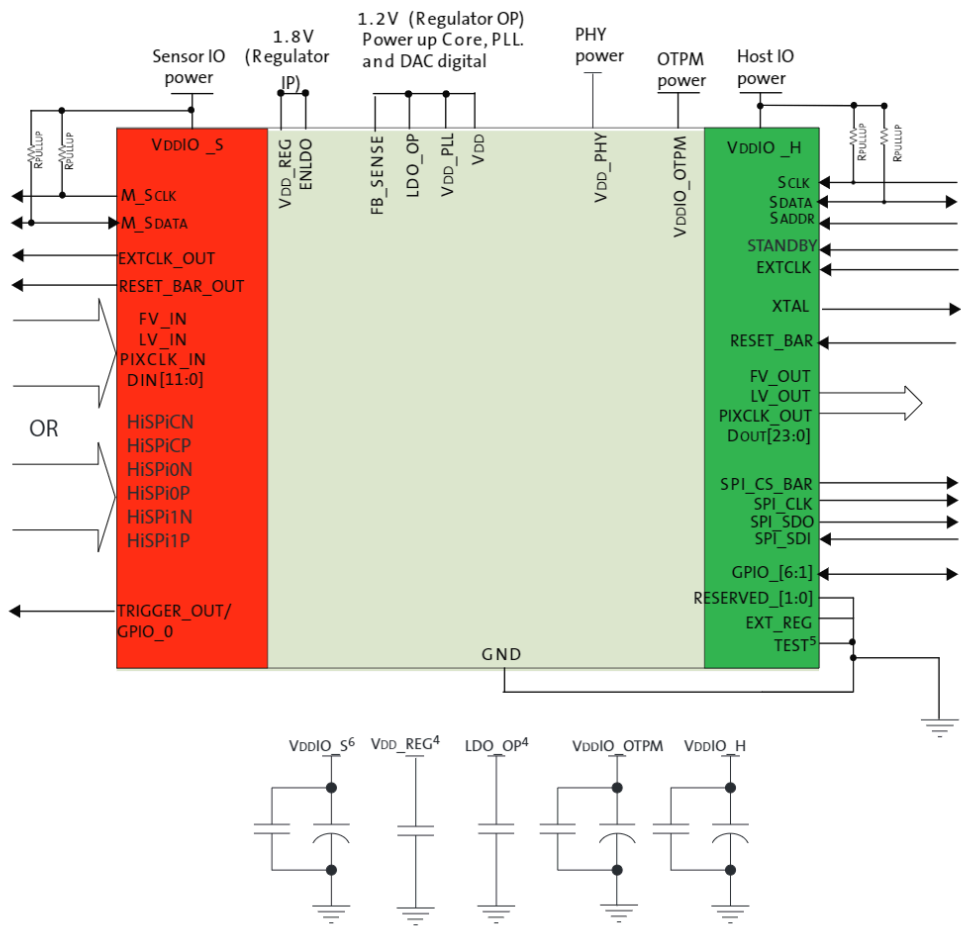 1.2V (Regulator OP)
Power up Core, PLL.
and DAC digital
1.8V
(Regulator
IP)
Sensor IO
power
PHY
power
OTPM
power
Host IO
power
RPULLUP
RPULLUP
RPULLUP
RPULLUP
VDDIO _S
VDD_REG
ENLDO
FB_SENSE
LDO_OP
VDD_PLL
VDD
VDD_PHY
VDDIO_OTPM
VDDIO _H
M_SCLK
M_SDATA
EXTCLK_OUT
RESET_BAR_OUT
FV_IN
LV_IN
PIXCLK_IN
DIN[11:0]
OR
HiSPiCN
HiSPiCP
HiSPi0N
HiSPi0P
HiSPi1N
HiSPi1P
TRIGGER_OUT/
GPIO_0
SCLK
SDATA
SADDR
STANDBY
EXTCLK
XTAL
RESET_BAR
FV_OUT
LV_OUT
PIXCLK_OUT
DOUT[23:0]
SPI_CS_BAR
SPI_CLK
SPI_SDO
SPI_SDI
GPIO_[6:1]
RESERVED_[1:0]
EXT_REG
TEST5
GND
VDDIO_S6
VDD_REG4
LDO_OP4
VDDIO_OTPM
VDDIO_H